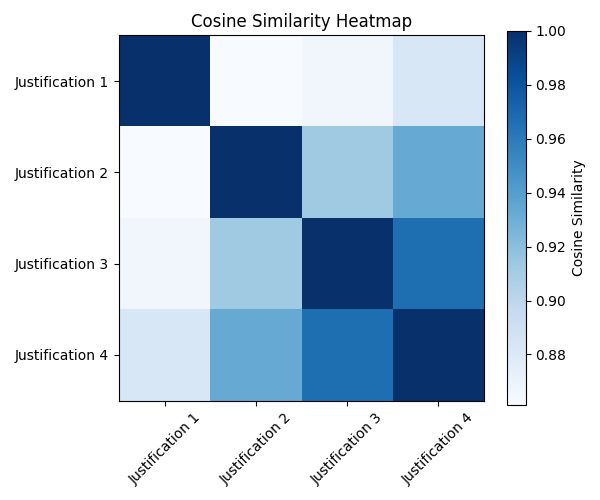 Cosine Similarity Heatmap
Justification 1
Justification 2
Justification 3
Justification 4
Justification 1
Justification 2
Justification 3
Justification 4
1.00
0.98
0.96
0.94
0.92
0.90
0.88
Cosine Similarity